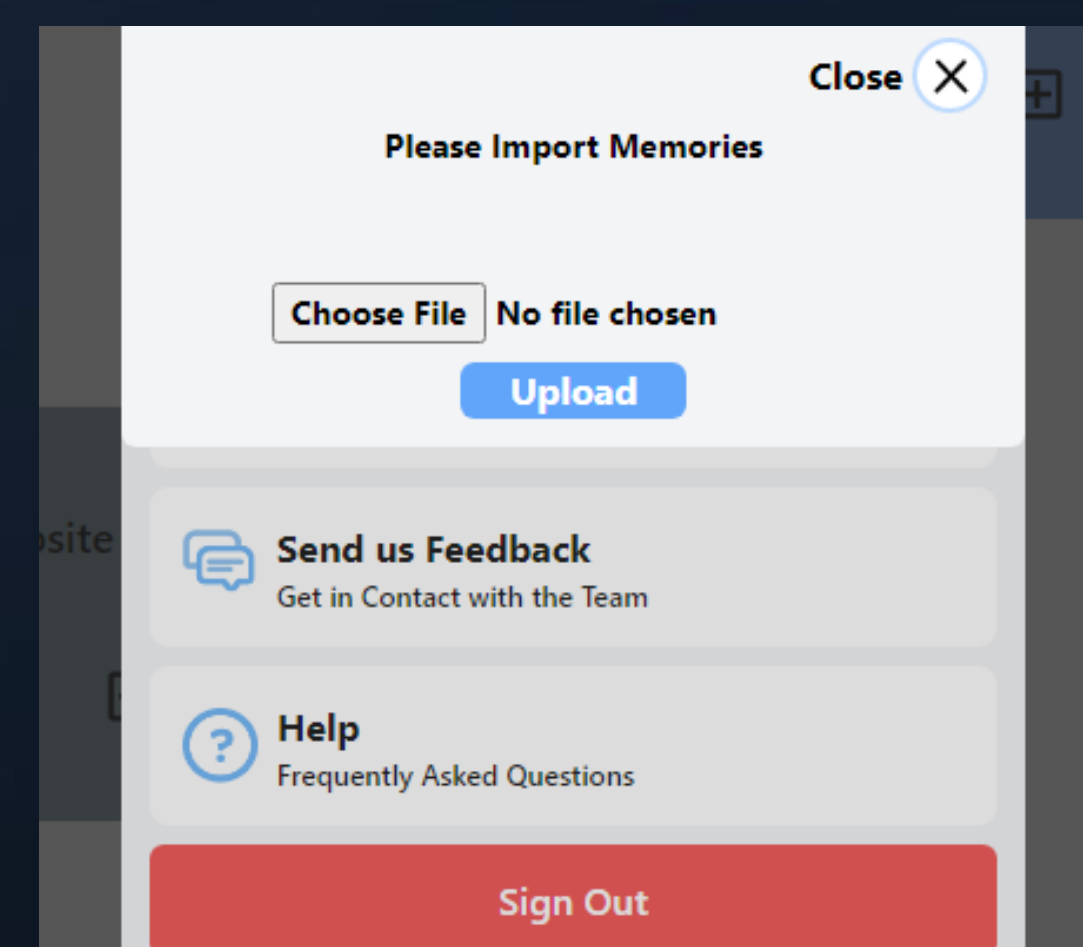 Close
Please Import Memories
Choose File No file chosen
Upload
site
Send us Feedback
Get in Contact with the Team
Help
Frequently Asked Questions
Sign Out